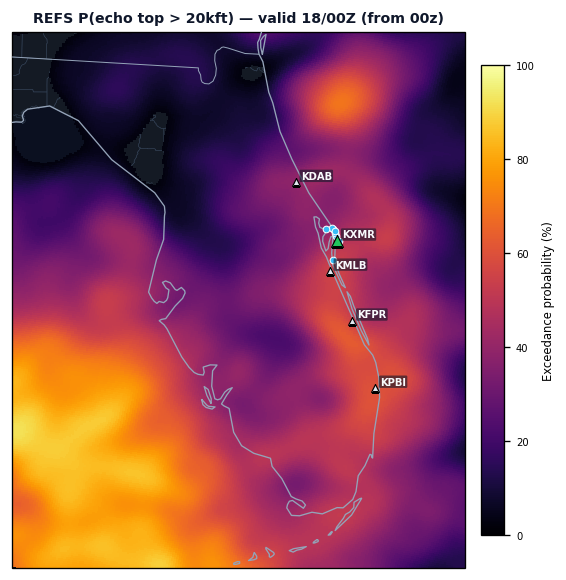 REFS P(echo top > 20kft) — valid 18/00Z (from 00z)
KDAB
KXMR
KMLB
KFPR
KPBI
100
80
60
40
20
0
Exceedance probability (%)